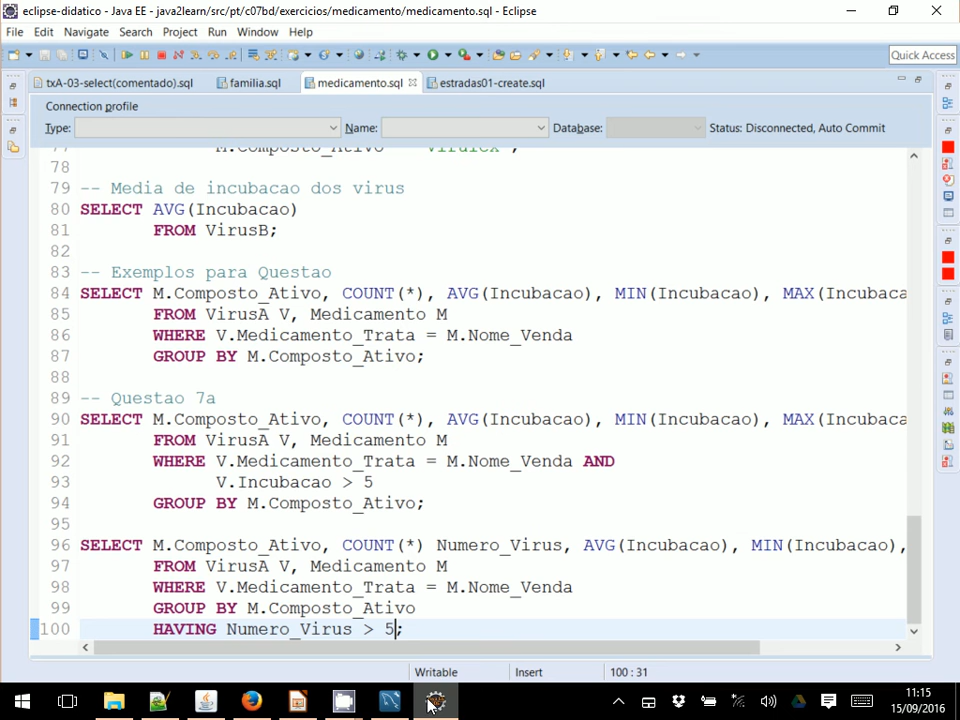 eclipse-didatico - Java EE - java2learn/src/pt/c07bd/exercicios/medicamento/medicamento.sql - Eclipse
File Edit Navigate Search Project Run Window Help
Quick Access
txA-03-select(comentado).sql familia.sql medicamento.sql estradas01-create.sql
Connection profile
Type: Name: Database: Status: Disconnected, Auto Commit
77 M.Composto_Ativo
78
79 -- Media de incubacao dos virus
80 SELECT AVG(Incubacao)
81 FROM VirusB;
82
83 -- Exemplos para Questao
84 SELECT M.Composto_Ativo, COUNT(*), AVG(Incubacao), MIN(Incubacao), MAX(Incubaca
85 FROM VirusA V, Medicamento M
86 WHERE V.Medicamento_Trata = M.Nome_Venda
87 GROUP BY M.Composto_Ativo;
88
89 -- Questao 7a
90 SELECT M.Composto_Ativo, COUNT(*), AVG(Incubacao), MIN(Incubacao), MAX(Incubaca
91 FROM VirusA V, Medicamento M
92 WHERE V.Medicamento_Trata = M.Nome_Venda AND
93 V.Incubacao > 5
94 GROUP BY M.Composto_Ativo;
95
96 SELECT M.Composto_Ativo, COUNT(*) Numero_Virus, AVG(Incubacao), MIN(Incubacao),
97 FROM VirusA V, Medicamento M
98 WHERE V.Medicamento_Trata = M.Nome_Venda
99 GROUP BY M.Composto_Ativo
100 HAVING Numero_Virus > 5;
Writable Insert 100 : 31
11:15
15/09/2016